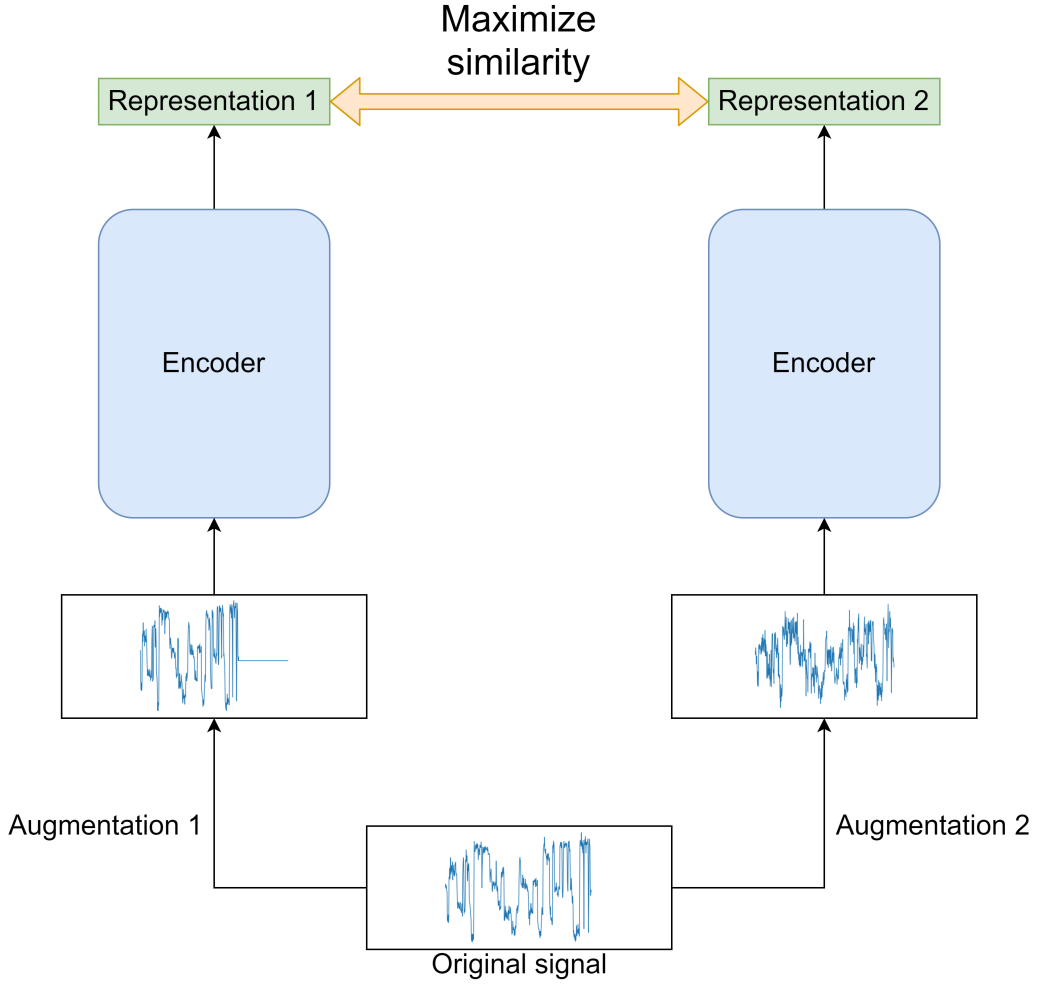 Maximize
similarity
Representation 1
Representation 2
Encoder
Encoder
Augmentation 1
Augmentation 2
Original signal